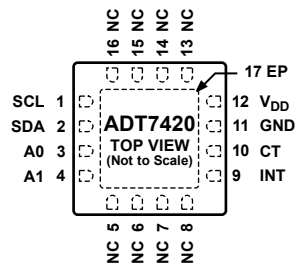 16 NC
15 NC
14 NC
13 NC
17 EP
SCL 1
SDA 2
A0 3
A1 4
ADT7420
TOP VIEW
(Not to Scale)
12 VDD
11 GND
10 CT
9 INT
NC 5
NC 6
NC 7
NC 8